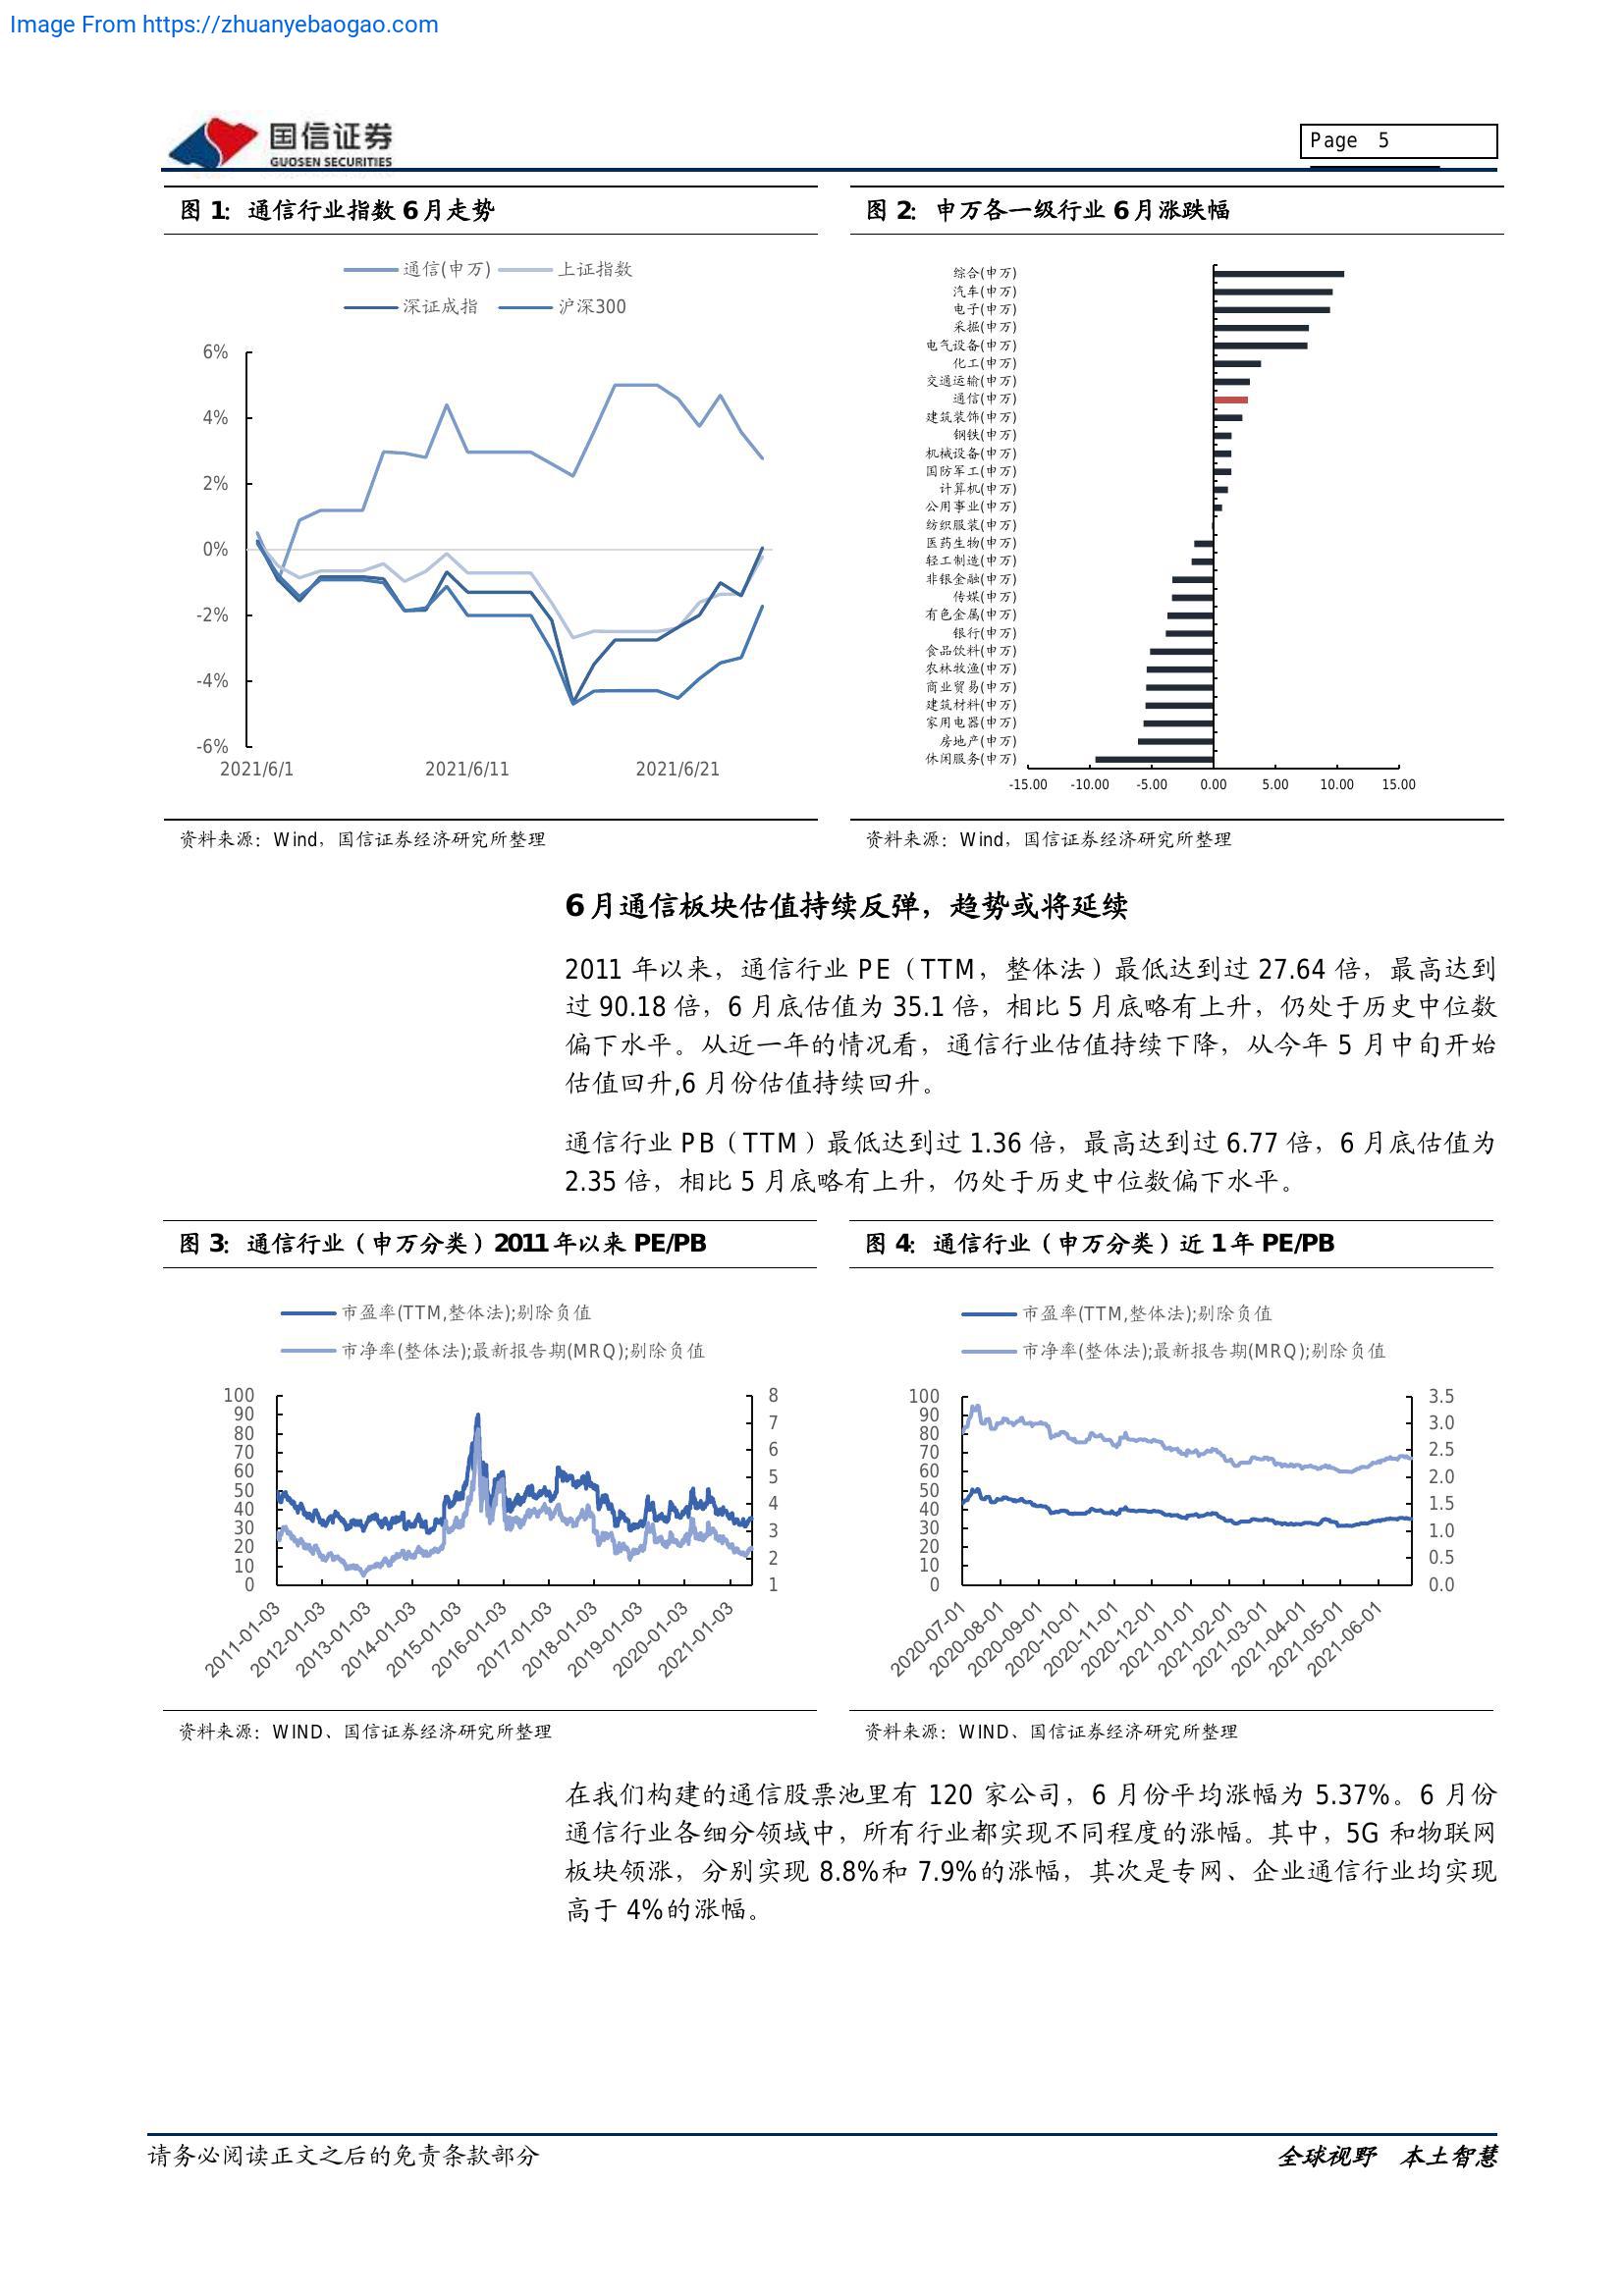 Image From https://zhuanyebaogao.com
国信证券
GUOSEN SECURITIES
Page 5
图 1：通信行业指数 6 月走势
通信(申万) 上证指数
深证成指 沪深300
6%
4%
2%
0%
-2%
-4%
-6%
2021/6/1 2021/6/11 2021/6/21
资料来源：Wind，国信证券经济研究所整理
图 2：申万各一级行业 6 月涨跌幅
综合(申万)
汽车(申万)
电子(申万)
采掘(申万)
电气设备(申万)
化工(申万)
交通运输(申万)
通信(申万)
建筑装饰(申万)
钢铁(申万)
机械设备(申万)
国防军工(申万)
计算机(申万)
公用事业(申万)
纺织服装(申万)
医药生物(申万)
轻工制造(申万)
非银金融(申万)
传媒(申万)
有色金属(申万)
银行(申万)
食品饮料(申万)
农林牧渔(申万)
商业贸易(申万)
建筑材料(申万)
家用电器(申万)
房地产(申万)
休闲服务(申万)
-15.00 -10.00 -5.00 0.00 5.00 10.00 15.00
资料来源：Wind，国信证券经济研究所整理
6 月通信板块估值持续反弹，趋势或将延续
2011 年以来，通信行业 PE（TTM，整体法）最低达到过 27.64 倍，最高达到
过 90.18 倍，6 月底估值为 35.1 倍，相比 5 月底略有上升，仍处于历史中位数
偏下水平。从近一年的情况看，通信行业估值持续下降，从今年 5 月中旬开始
估值回升,6 月份估值持续回升。
通信行业 PB（TTM）最低达到过 1.36 倍，最高达到过 6.77 倍，6 月底估值为
2.35 倍，相比 5 月底略有上升，仍处于历史中位数偏下水平。
图 3：通信行业（申万分类）2011 年以来 PE/PB
市盈率(TTM,整体法);剔除负值
市净率(整体法);最新报告期(MRQ);剔除负值
100
90
80
70
60
50
40
30
20
10
0
8
7
6
5
4
3
2
1
2011-01-03
2012-01-03
2013-01-03
2014-01-03
2015-01-03
2016-01-03
2017-01-03
2018-01-03
2019-01-03
2020-01-03
2021-01-03
资料来源：WIND、国信证券经济研究所整理
图 4：通信行业（申万分类）近 1 年 PE/PB
市盈率(TTM,整体法);剔除负值
市净率(整体法);最新报告期(MRQ);剔除负值
100
90
80
70
60
50
40
30
20
10
0
3.5
3.0
2.5
2.0
1.5
1.0
0.5
0.0
2020-07-01
2020-08-01
2020-09-01
2020-10-01
2020-11-01
2020-12-01
2021-01-01
2021-02-01
2021-03-01
2021-04-01
2021-05-01
2021-06-01
资料来源：WIND、国信证券经济研究所整理
在我们构建的通信股票池里有 120 家公司，6 月份平均涨幅为 5.37%。6 月份
通信行业各细分领域中，所有行业都实现不同程度的涨幅。其中，5G 和物联网
板块领涨，分别实现 8.8%和 7.9%的涨幅，其次是专网、企业通信行业均实现
高于 4%的涨幅。
请务必阅读正文之后的免责条款部分
全球视野 本土智慧